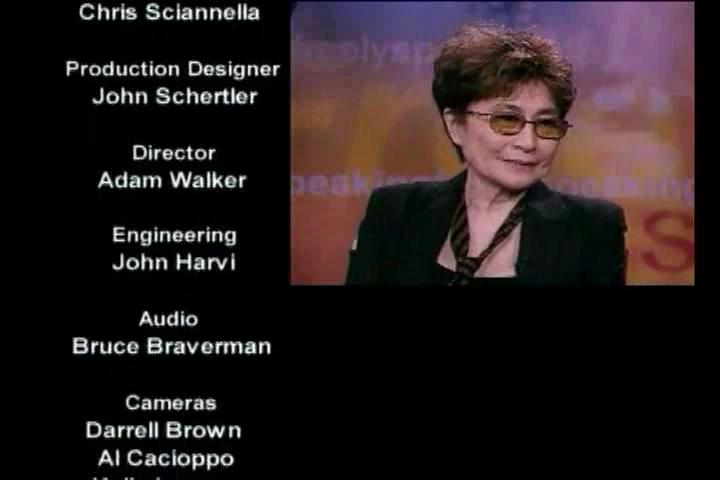 Chris Sciannella
Production Designer
John Schertler
Director
Adam Walker
Engineering
John Harvi
Audio
Bruce Braverman
Cameras
Darrell Brown
Al Cacioppo